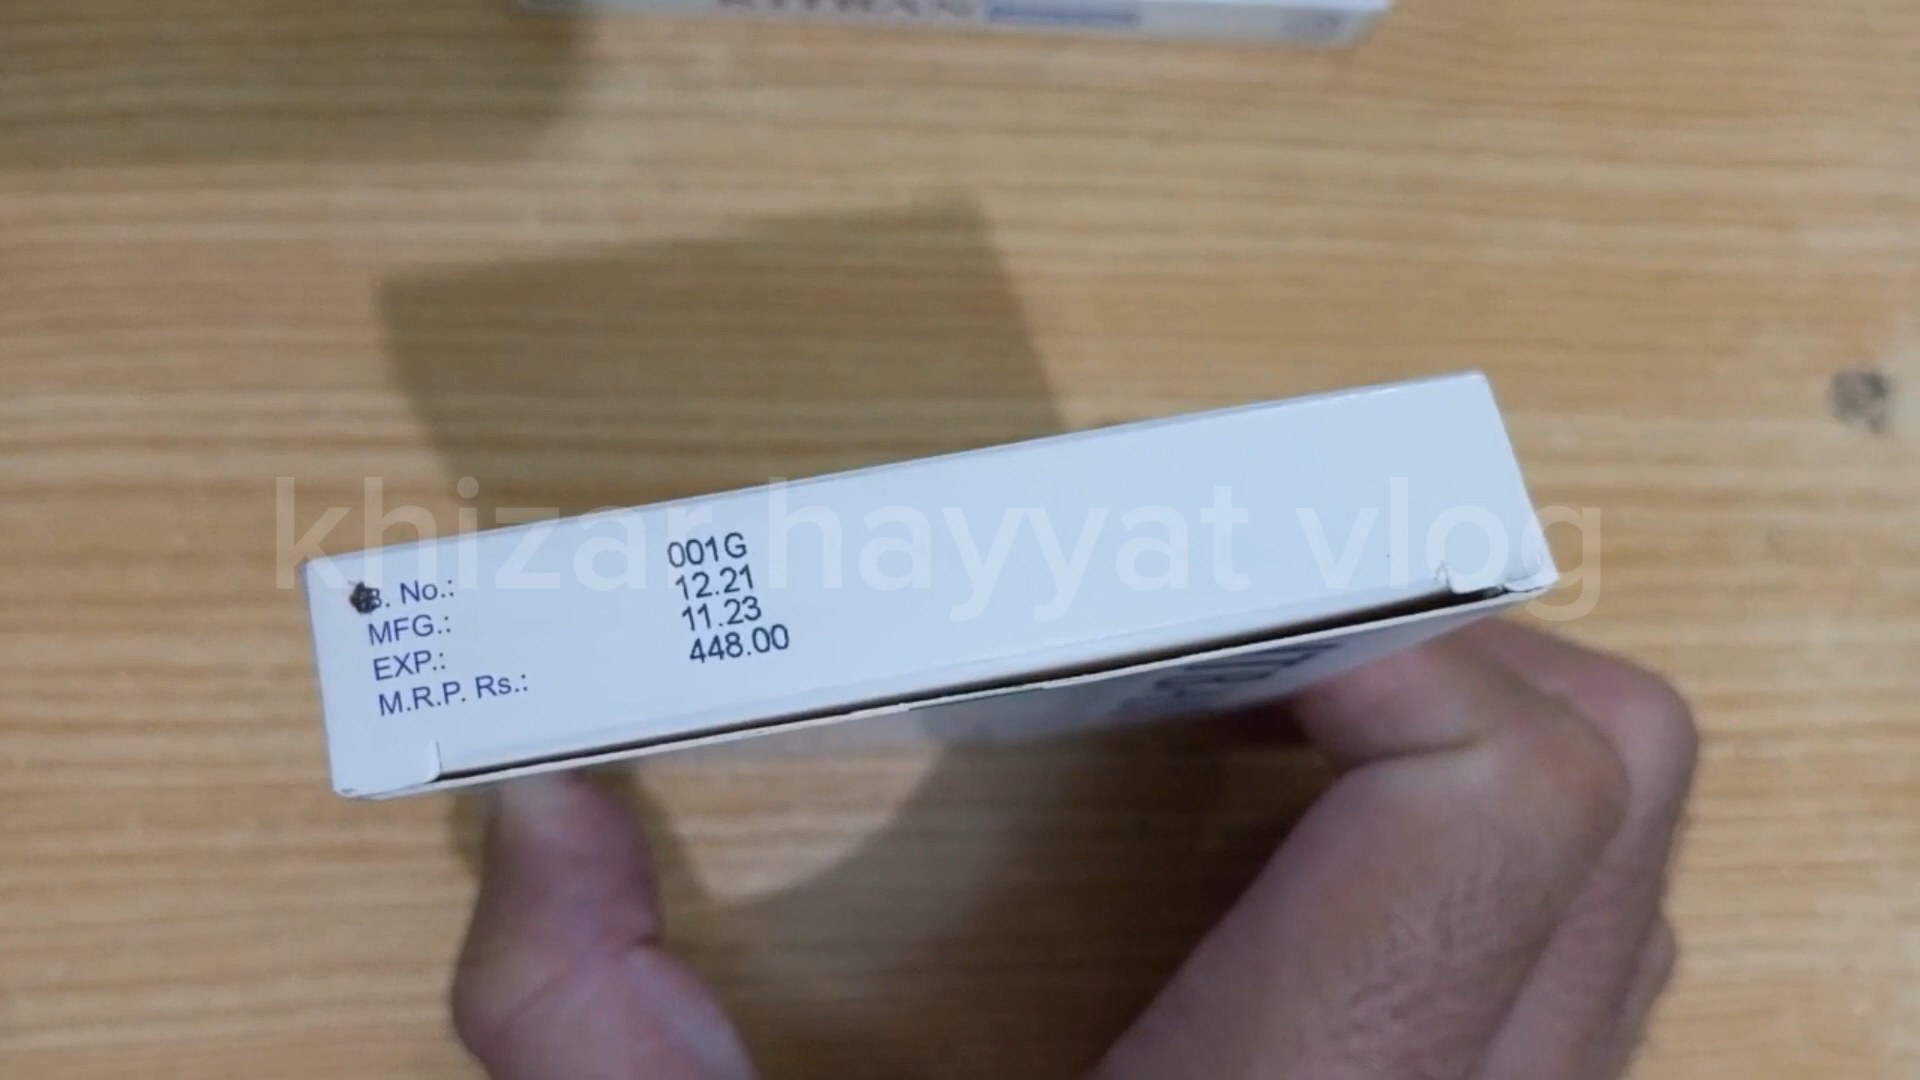 B. No.: 001G
MFG.: 12.21
EXP.: 11.23
M.R.P. Rs.: 448.00
khizar hayyat vlog